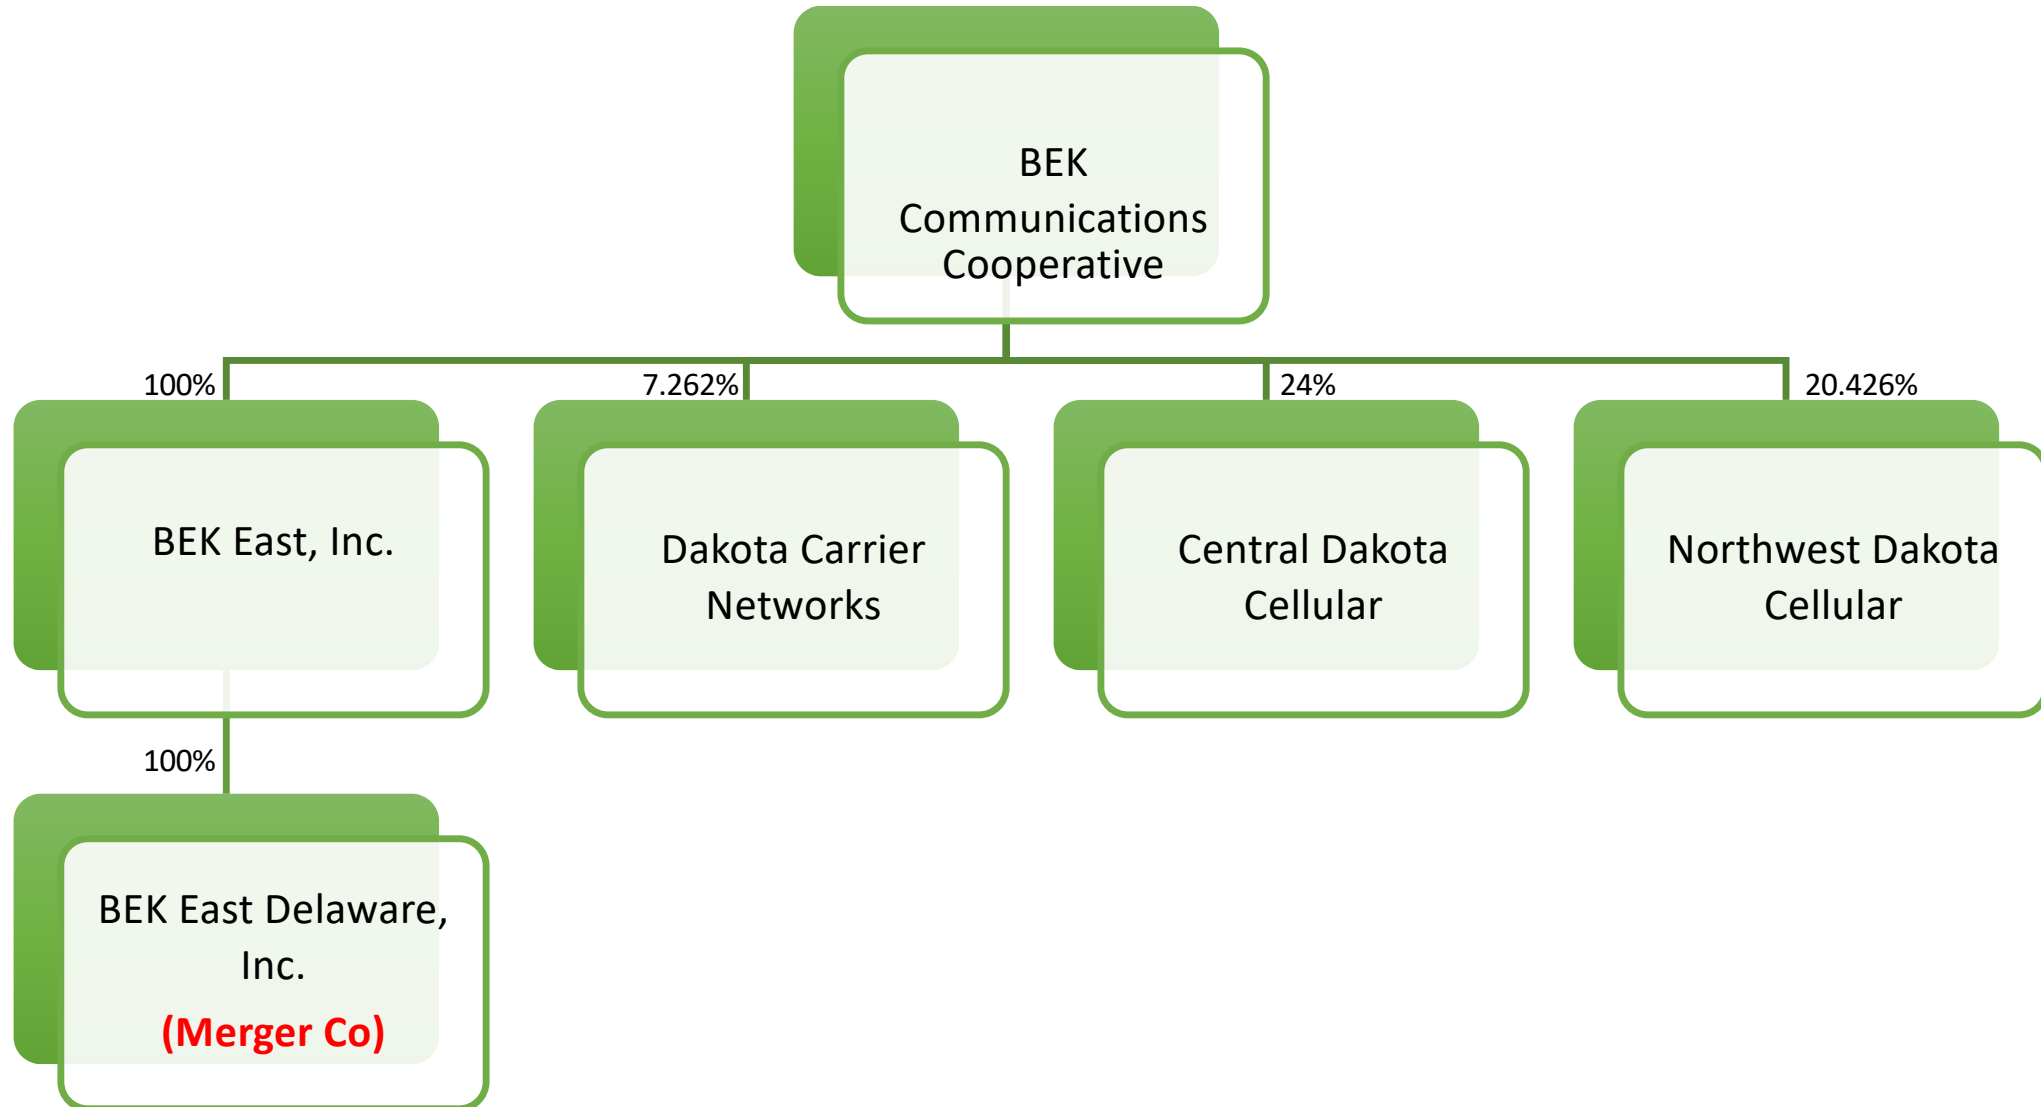 BEK
Communications
Cooperative
100%
7.262%
24%
20.426%
BEK East, Inc.
Dakota Carrier
Networks
Central Dakota
Cellular
Northwest Dakota
Cellular
100%
BEK East Delaware,
Inc.
(Merger Co)